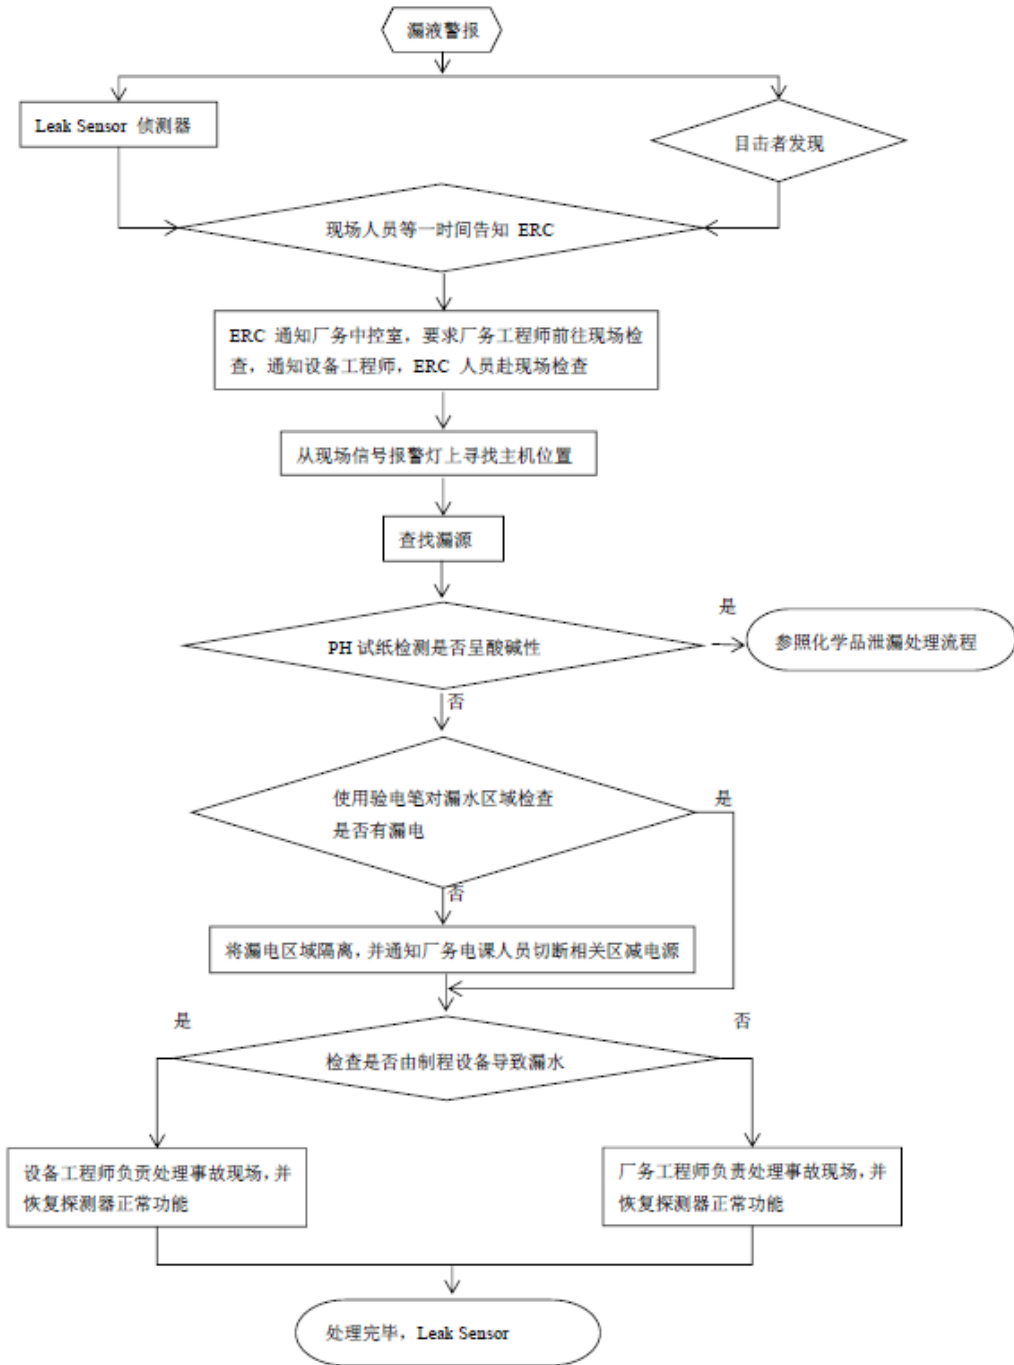 漏液警报
Leak Sensor 侦测器
目击者发现
现场人员等一时间告知 ERC
ERC 通知厂务中控室，要求厂务工程师前往现场检
查，通知设备工程师，ERC 人员赴现场检查
从现场信号报警灯上寻找主机位置
查找漏源
是
PH 试纸检测是否呈酸碱性
参照化学品泄漏处理流程
否
使用验电笔对漏水区域检查
是否有漏电
是
否
将漏电区域隔离，并通知厂务电课人员切断相关区减电源
是
否
检查是否由制程设备导致漏水
设备工程师负责处理事故现场，并
恢复探测器正常功能
厂务工程师负责处理事故现场，并
恢复探测器正常功能
处理完毕，Leak Sensor